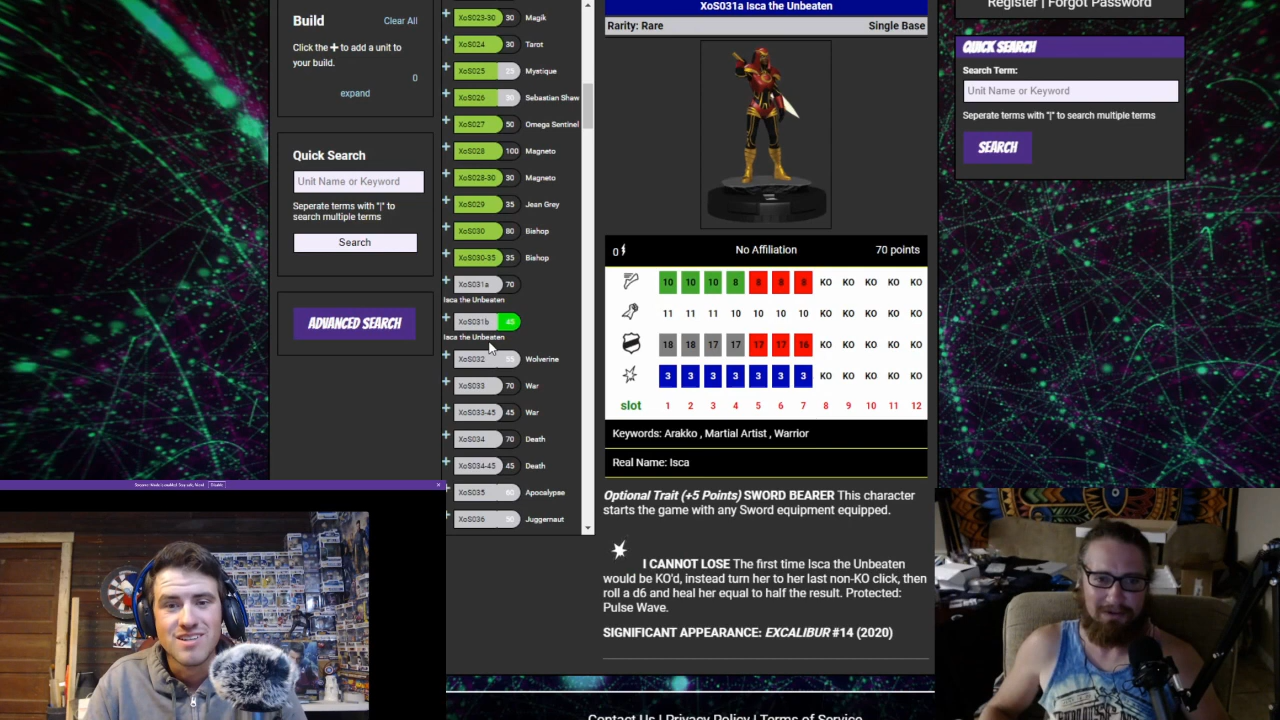 Build
Clear All
Click the + to add a unit to
your build.
0
expand
Quick Search
Unit Name or Keyword
Seperate terms with "|" to
search multiple terms
Search
ADVANCED SEARCH
+ XoS023-30 30 Magik
+ XoS024 30 Tarot
+ XoS025 25 Mystique
+ XoS026 30 Sebastian Shaw
+ XoS027 50 Omega Sentinel
+ XoS028 100 Magneto
+ XoS028-30 30 Magneto
+ XoS029 35 Jean Grey
+ XoS030 80 Bishop
+ XoS030-35 35 Bishop
+ XoS031a 70
Isca the Unbeaten
+ XoS031b 45
Isca the Unbeaten
+ XoS032 Wolverine
+ XoS033 70 War
+ XoS033-45 45 War
+ XoS034 70 Death
+ XoS034-45 45 Death
+ XoS035 Apocalypse
+ XoS036 Juggernaut
XoS031a Isca the Unbeaten
Rarity: Rare Single Base
0 No Affiliation 70 points
10 10 10 8 8 8 8 KO KO KO KO KO
11 11 11 10 10 10 10 KO KO KO KO KO
18 18 17 17 17 17 16 KO KO KO KO KO
3 3 3 3 3 3 3 KO KO KO KO KO
slot 1 2 3 4 5 6 7 8 9 10 11 12
Keywords: Arakko , Martial Artist , Warrior
Real Name: Isca
Optional Trait (+5 Points) SWORD BEARER This character
starts the game with any Sword equipment equipped.
I CANNOT LOSE The first time Isca the Unbeaten
would be KO'd, instead turn her to her last non-KO click, then
roll a d6 and heal her equal to half the result. Protected:
Pulse Wave.
SIGNIFICANT APPEARANCE: EXCALIBUR #14 (2020)
Contact Us | Privacy Policy | Terms of Service
Register | Forgot Password
QUICK SEARCH
Search Term:
Unit Name or Keyword
Seperate terms with "|" to search multiple terms
SEARCH